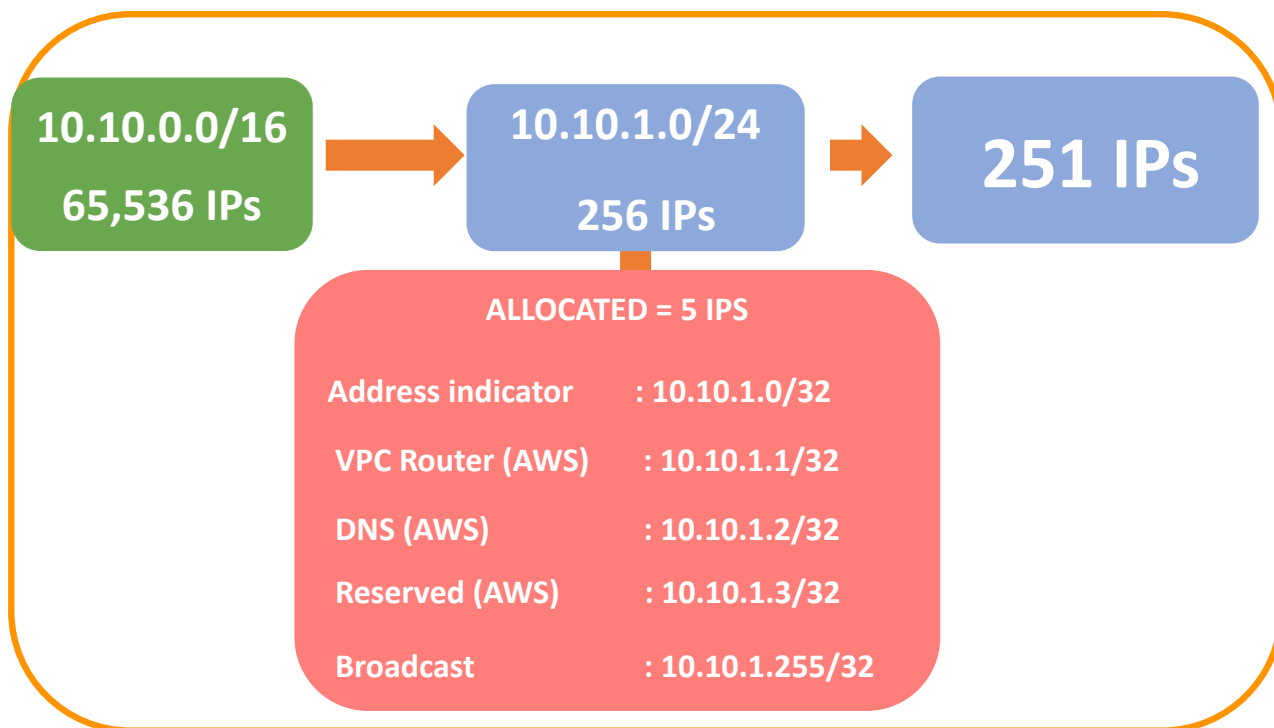 10.10.0.0/16
65,536 IPs
10.10.1.0/24
256 IPs
251 IPs
ALLOCATED = 5 IPS
Address indicator : 10.10.1.0/32
VPC Router (AWS) : 10.10.1.1/32
DNS (AWS) : 10.10.1.2/32
Reserved (AWS) : 10.10.1.3/32
Broadcast : 10.10.1.255/32